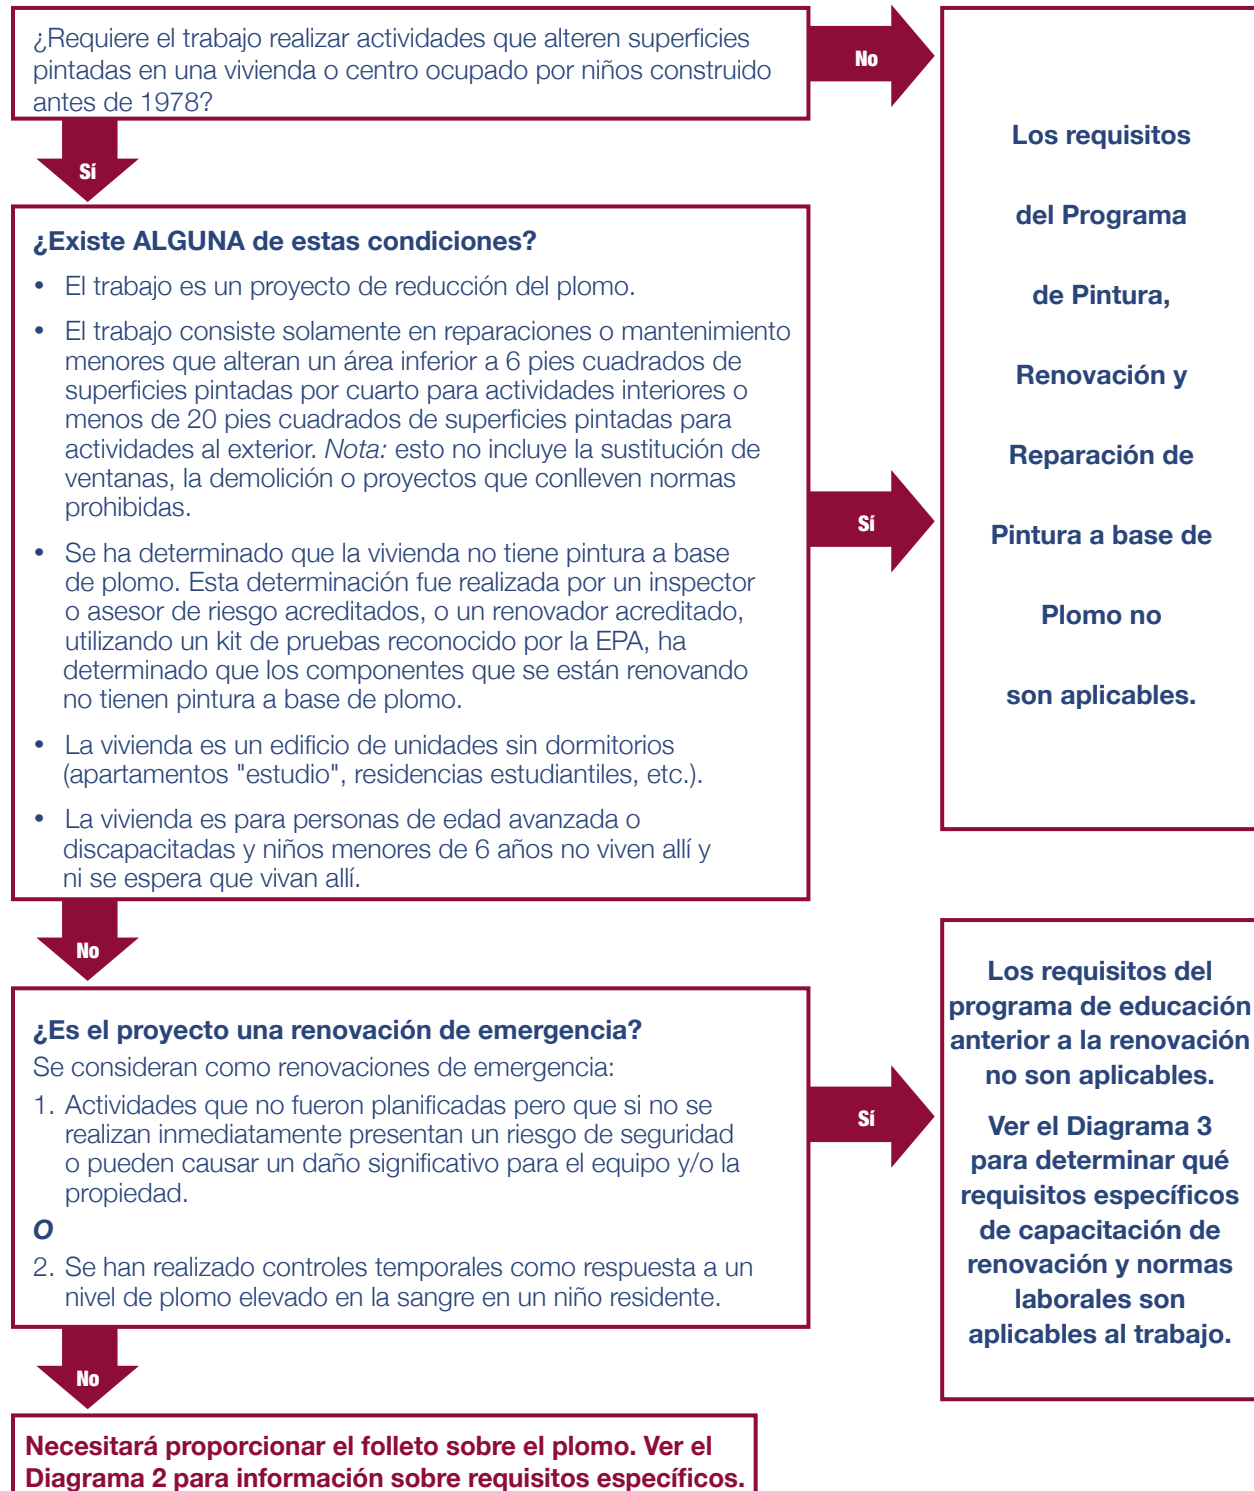 ¿Requiere el trabajo realizar actividades que alteren superficies
pintadas en una vivienda o centro ocupado por niños construido
antes de 1978?
No
Sí
¿Existe ALGUNA de estas condiciones?
• El trabajo es un proyecto de reducción del plomo.
• El trabajo consiste solamente en reparaciones o mantenimiento
menores que alteran un área inferior a 6 pies cuadrados de
superficies pintadas por cuarto para actividades interiores o
menos de 20 pies cuadrados de superficies pintadas para
actividades al exterior. Nota: esto no incluye la sustitución de
ventanas, la demolición o proyectos que conlleven normas
prohibidas.
• Se ha determinado que la vivienda no tiene pintura a base
de plomo. Esta determinación fue realizada por un inspector
o asesor de riesgo acreditados, o un renovador acreditado,
utilizando un kit de pruebas reconocido por la EPA, ha
determinado que los componentes que se están renovando
no tienen pintura a base de plomo.
• La vivienda es un edificio de unidades sin dormitorios
(apartamentos "estudio", residencias estudiantiles, etc.).
• La vivienda es para personas de edad avanzada o
discapacitadas y niños menores de 6 años no viven allí y
ni se espera que vivan allí.
Sí
Los requisitos
del Programa
de Pintura,
Renovación y
Reparación de
Pintura a base de
Plomo no
son aplicables.
No
¿Es el proyecto una renovación de emergencia?
Se consideran como renovaciones de emergencia:
1. Actividades que no fueron planificadas pero que si no se
realizan inmediatamente presentan un riesgo de seguridad
o pueden causar un daño significativo para el equipo y/o la
propiedad.
O
2. Se han realizado controles temporales como respuesta a un
nivel de plomo elevado en la sangre en un niño residente.
Sí
Los requisitos del
programa de educación
anterior a la renovación
no son aplicables.
Ver el Diagrama 3
para determinar qué
requisitos específicos
de capacitación de
renovación y normas
laborales son
aplicables al trabajo.
No
Necesitará proporcionar el folleto sobre el plomo. Ver el
Diagrama 2 para información sobre requisitos específicos.